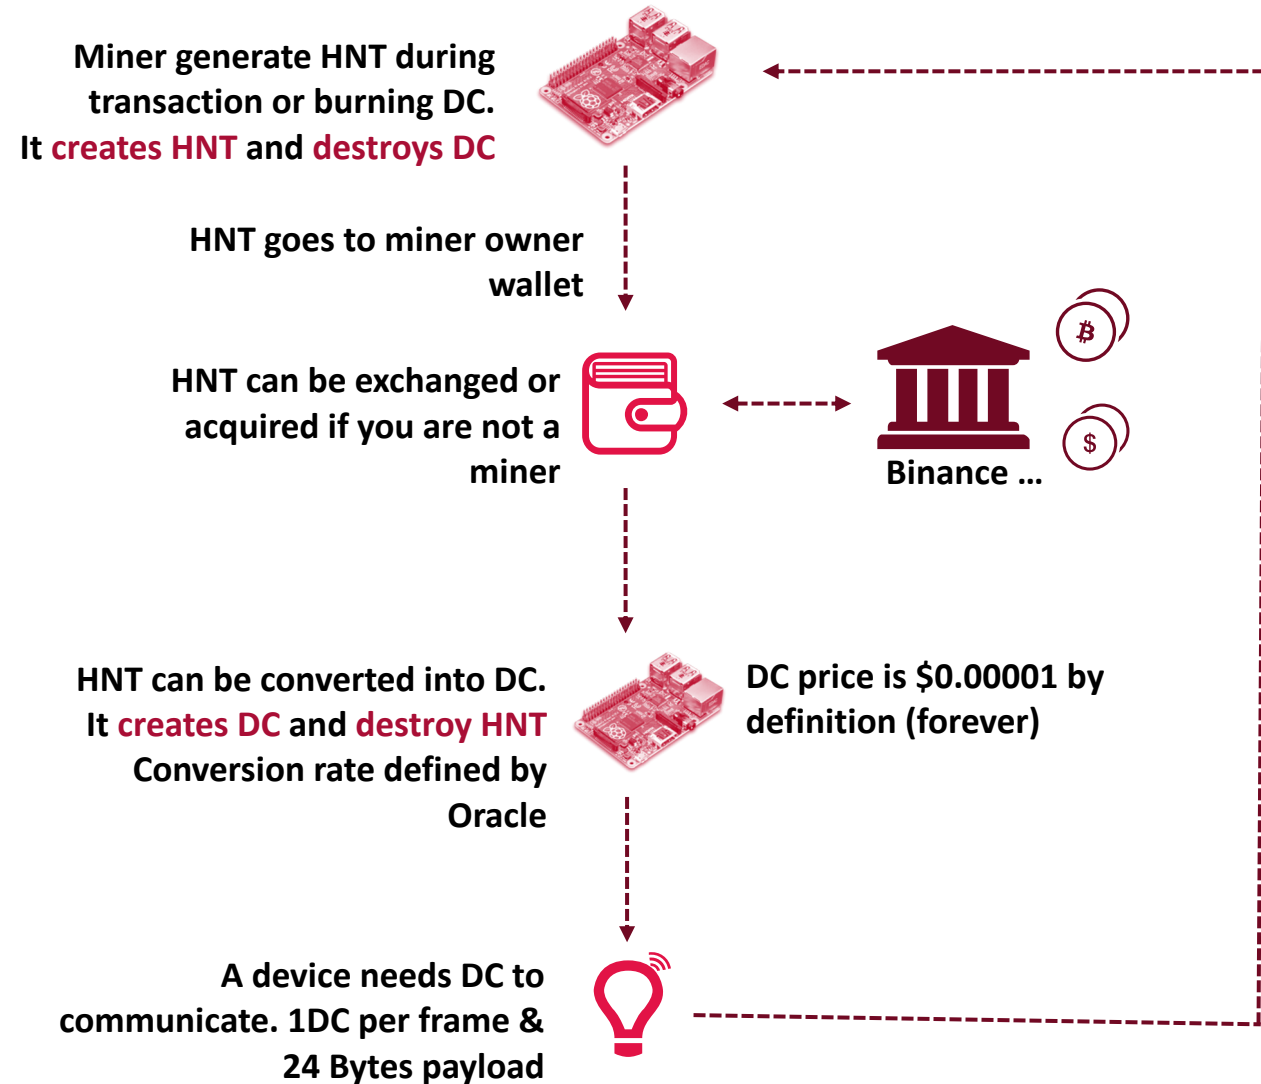 Miner generate HNT during
transaction or burning DC.
It creates HNT and destroys DC
HNT goes to miner owner
wallet
HNT can be exchanged or
acquired if you are not a
miner
₿
$
Binance ...
HNT can be converted into DC.
It creates DC and destroy HNT
Conversion rate defined by
Oracle
DC price is $0.00001 by
definition (forever)
A device needs DC to
communicate. 1DC per frame &
24 Bytes payload